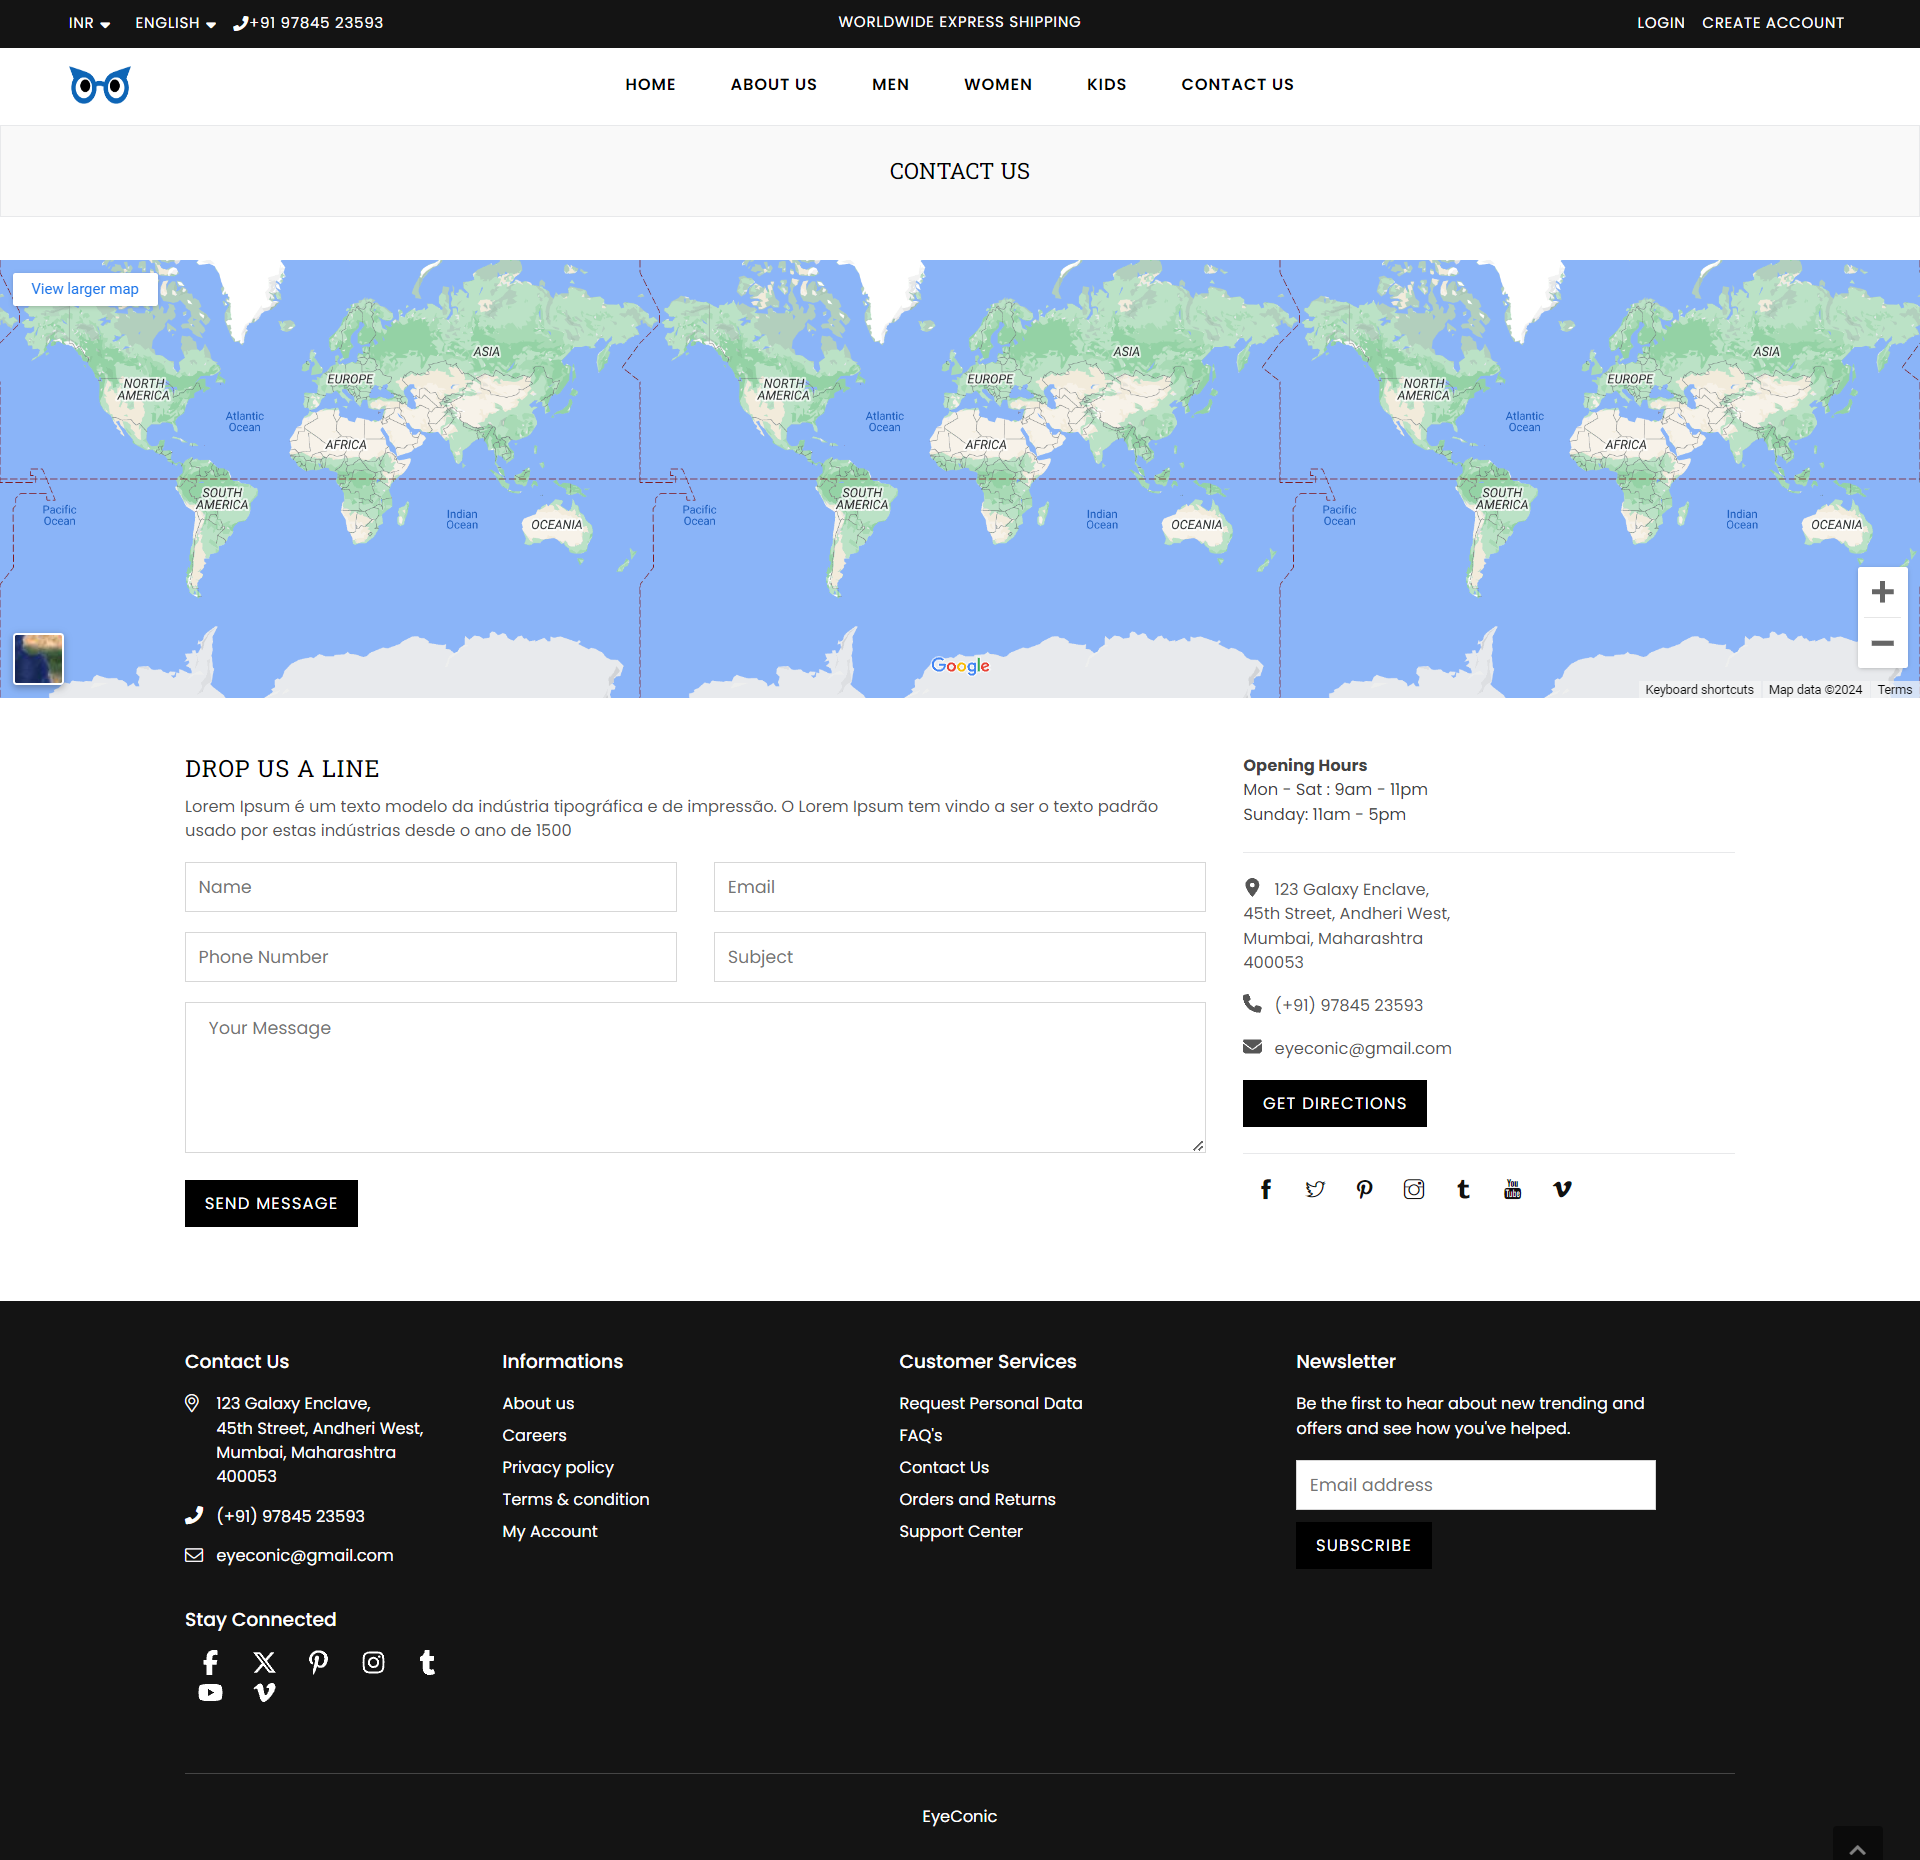 INR
ENGLISH
+91 97845 23593
WORLDWIDE EXPRESS SHIPPING
LOGIN
CREATE ACCOUNT
HOME
ABOUT US
MEN
WOMEN
KIDS
CONTACT US
CONTACT US
View larger map
ASIA
ASIA
ASIA
EUROPE
EUROPE
EUROPE
NORTH
AMERICA
NORTH
AMERICA
NORTH
AMERICA
Atlantic
Ocean
Atlantic
Ocean
Atlantic
Ocean
AFRICA
AFRICA
AFRICA
SOUTH
AMERICA
SOUTH
AMERICA
SOUTH
AMERICA
Pacific
Ocean
Pacific
Ocean
Pacific
Ocean
Indian
Ocean
Indian
Ocean
Indian
Ocean
OCEANIA
OCEANIA
OCEANIA
Google
Keyboard shortcuts
Map data ©2024
Terms
DROP US A LINE
Lorem Ipsum é um texto modelo da indústria tipográfica e de impressão. O Lorem Ipsum tem vindo a ser o texto padrão
usado por estas indústrias desde o ano de 1500
Name
Email
Phone Number
Subject
Your Message
SEND MESSAGE
Opening Hours
Mon - Sat : 9am - 11pm
Sunday: 11am - 5pm
123 Galaxy Enclave,
45th Street, Andheri West,
Mumbai, Maharashtra
400053
(+91) 97845 23593
eyeconic@gmail.com
GET DIRECTIONS
You
Tube
Contact Us
123 Galaxy Enclave,
45th Street, Andheri West,
Mumbai, Maharashtra
400053
(+91) 97845 23593
eyeconic@gmail.com
Stay Connected
Informations
About us
Careers
Privacy policy
Terms & condition
My Account
Customer Services
Request Personal Data
FAQ's
Contact Us
Orders and Returns
Support Center
Newsletter
Be the first to hear about new trending and
offers and see how you've helped.
Email address
SUBSCRIBE
EyeConic